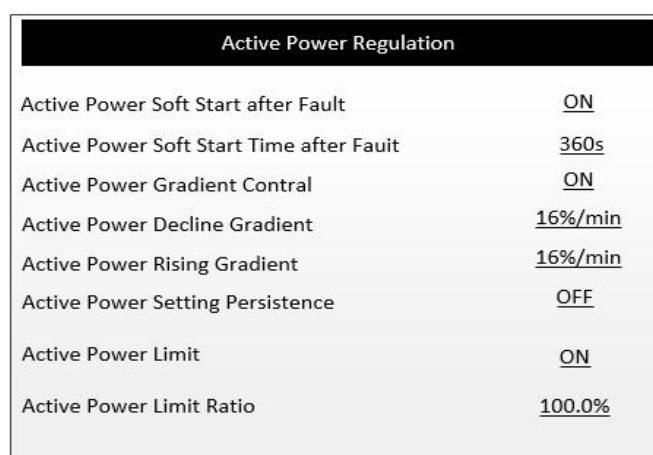 Active Power Regulation
Active Power Soft Start after Fault ON
Active Power Soft Start Time after Fauit 360s
Active Power Gradient Contral ON
Active Power Decline Gradient 16%/min
Active Power Rising Gradient 16%/min
Active Power Setting Persistence OFF
Active Power Limit ON
Active Power Limit Ratio 100.0%